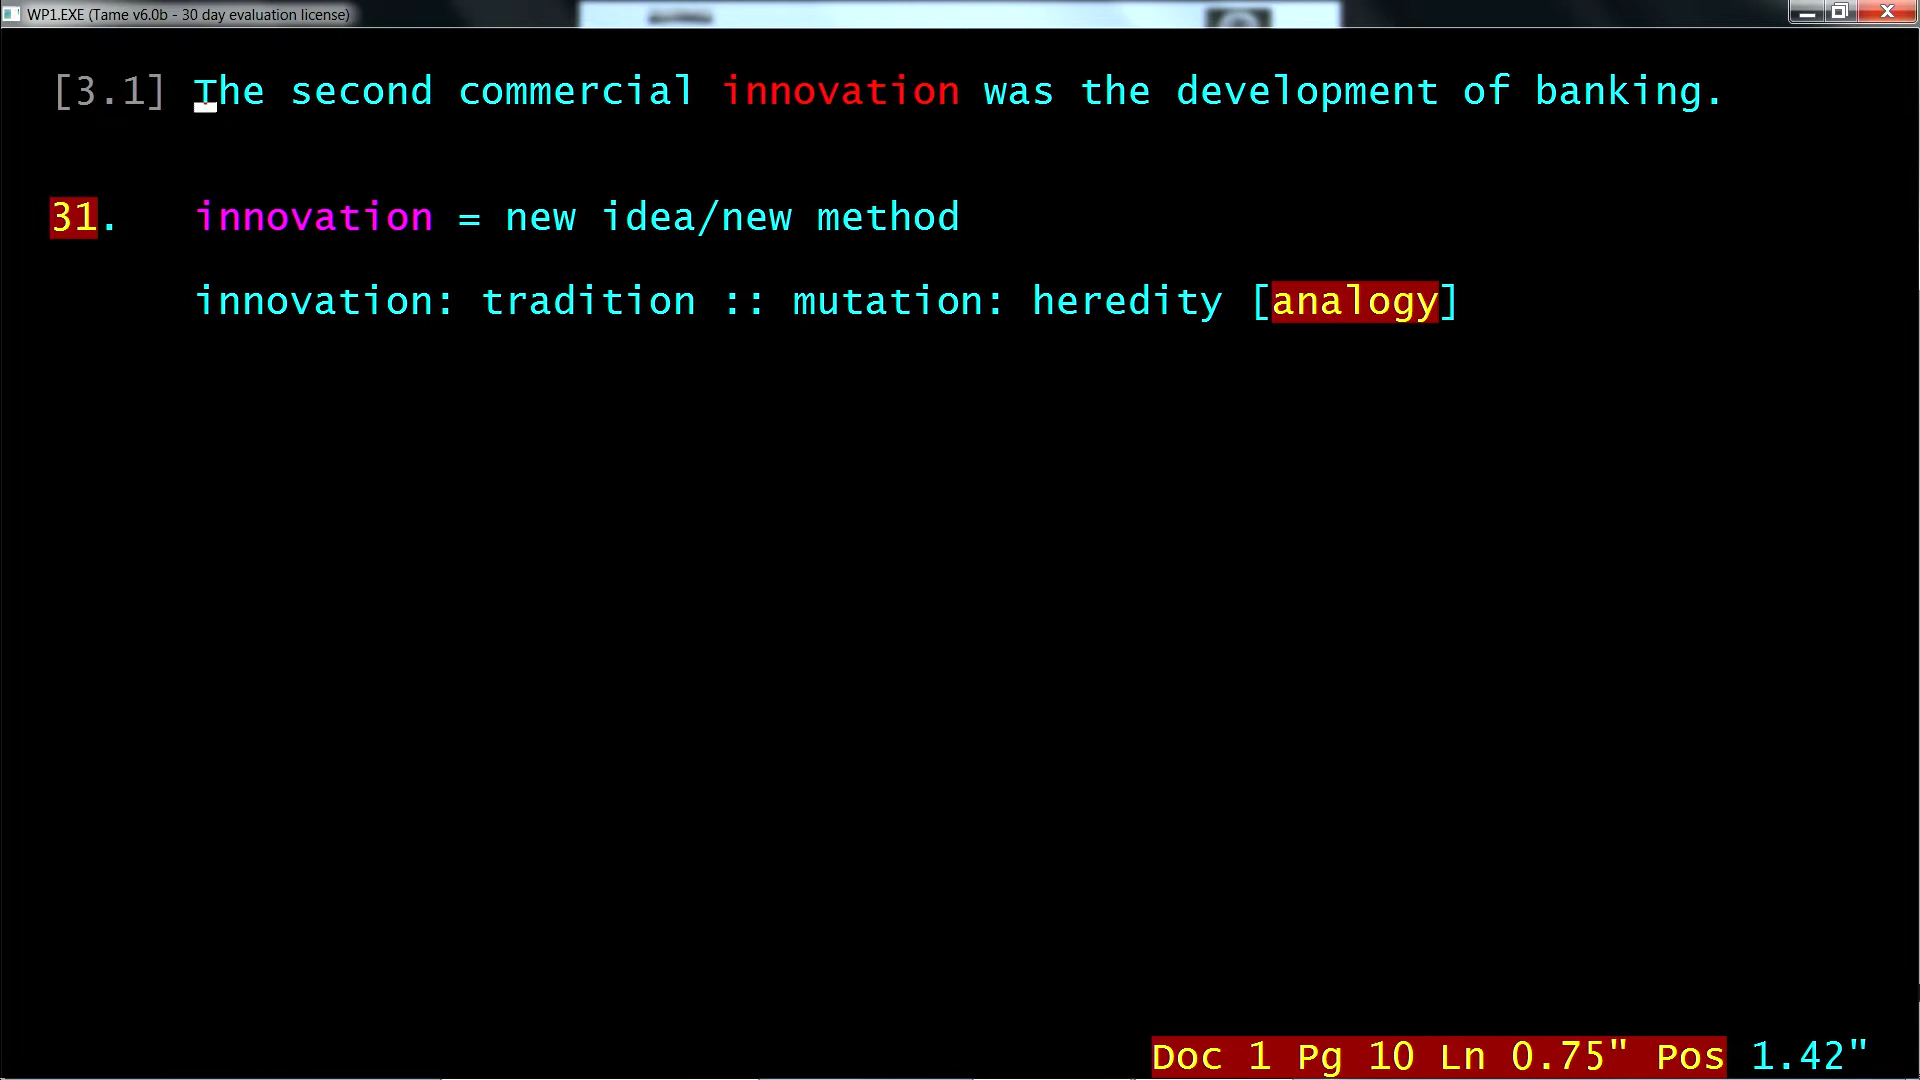 WP1.EXE (Tame v6.0b - 30 day evaluation license)
[3.1] The second commercial innovation was the development of banking.
31. innovation = new idea/new method
innovation: tradition :: mutation: heredity [analogy]
Doc 1 Pg 10 Ln 0.75" Pos 1.42"